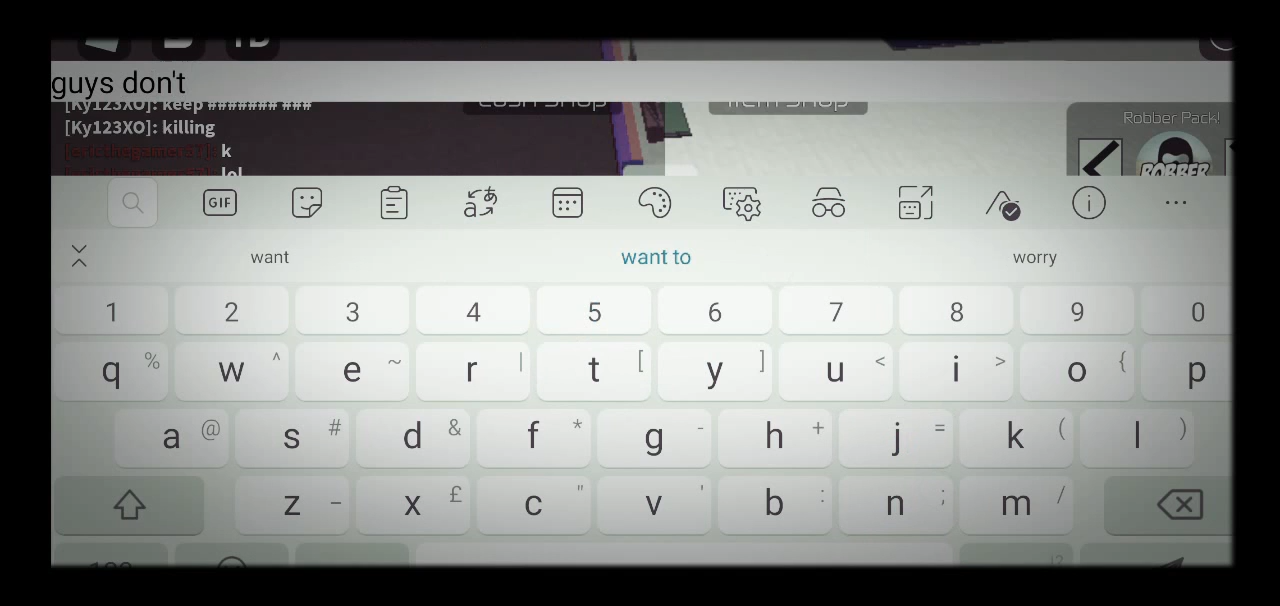 guys don't
[Ky123XO]: keep ####### ###
[Ky123XO]: killing
k
lol
Cash Shop
Item Shop
Robber Pack!
ROBBER
GIF
want
want to
worry
1 2 3 4 5 6 7 8 9 0
q % w ^ e ~ r | t [ y ] u < i > o { p
a @ s # d & f * g - h + j = k ( l )
z _ x £ c " v ' b : n ; m /
!?